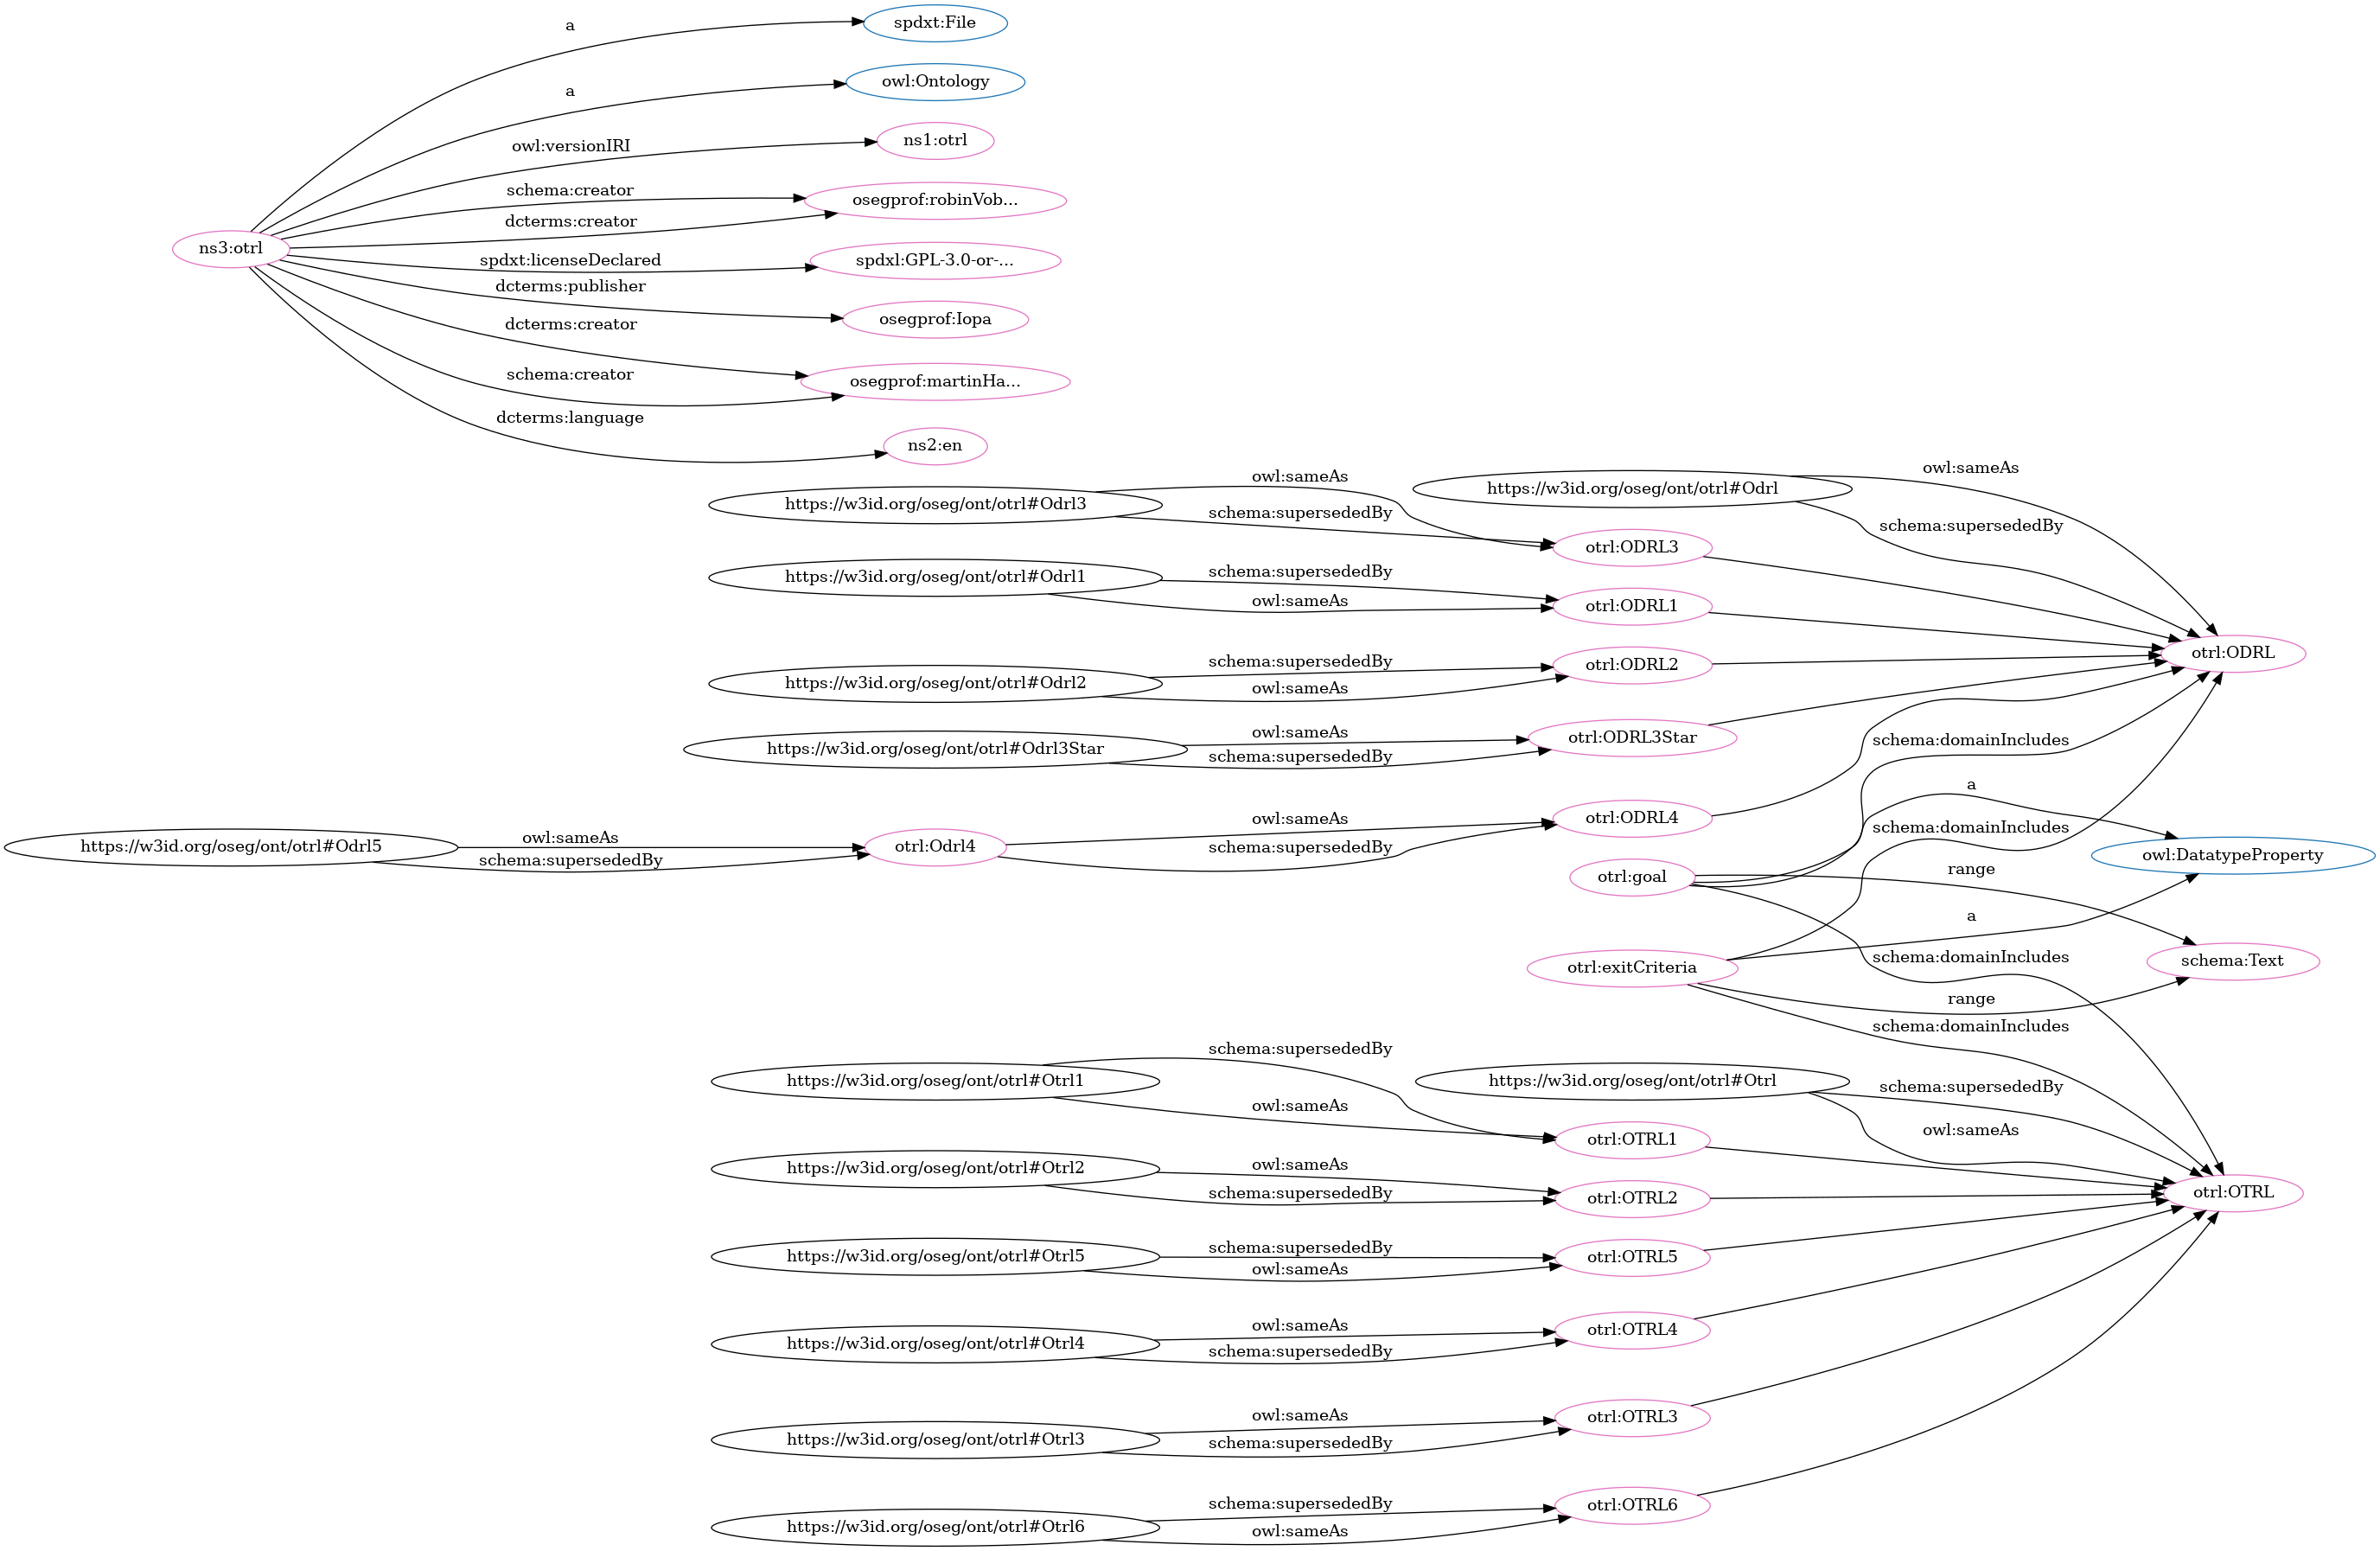 a
spdxt:File
a
owl:Ontology
owl:versionIRI
ns1:otrl
schema:creator
osegprof:robinVob...
dcterms:creator
ns3:otrl
spdxt:licenseDeclared
spdxl:GPL-3.0-or-...
dcterms:publisher
osegprof:Iopa
dcterms:creator
schema:creator
osegprof:martinHa...
dcterms:language
ns2:en
https://w3id.org/oseg/ont/otrl#Odrl
owl:sameAs
schema:supersededBy
https://w3id.org/oseg/ont/otrl#Odrl3
owl:sameAs
schema:supersededBy
otrl:ODRL3
https://w3id.org/oseg/ont/otrl#Odrl1
schema:supersededBy
owl:sameAs
otrl:ODRL1
otrl:ODRL
https://w3id.org/oseg/ont/otrl#Odrl2
schema:supersededBy
owl:sameAs
otrl:ODRL2
https://w3id.org/oseg/ont/otrl#Odrl3Star
owl:sameAs
schema:supersededBy
otrl:ODRL3Star
schema:domainIncludes
https://w3id.org/oseg/ont/otrl#Odrl5
owl:sameAs
schema:supersededBy
otrl:Odrl4
owl:sameAs
schema:supersededBy
otrl:ODRL4
a
schema:domainIncludes
owl:DatatypeProperty
otrl:goal
range
a
schema:domainIncludes
schema:Text
otrl:exitCriteria
range
schema:domainIncludes
https://w3id.org/oseg/ont/otrl#Otrl1
schema:supersededBy
owl:sameAs
otrl:OTRL1
https://w3id.org/oseg/ont/otrl#Otrl
schema:supersededBy
owl:sameAs
otrl:OTRL
https://w3id.org/oseg/ont/otrl#Otrl2
owl:sameAs
schema:supersededBy
otrl:OTRL2
https://w3id.org/oseg/ont/otrl#Otrl5
schema:supersededBy
owl:sameAs
otrl:OTRL5
https://w3id.org/oseg/ont/otrl#Otrl4
owl:sameAs
schema:supersededBy
otrl:OTRL4
https://w3id.org/oseg/ont/otrl#Otrl3
owl:sameAs
schema:supersededBy
otrl:OTRL3
https://w3id.org/oseg/ont/otrl#Otrl6
schema:supersededBy
owl:sameAs
otrl:OTRL6